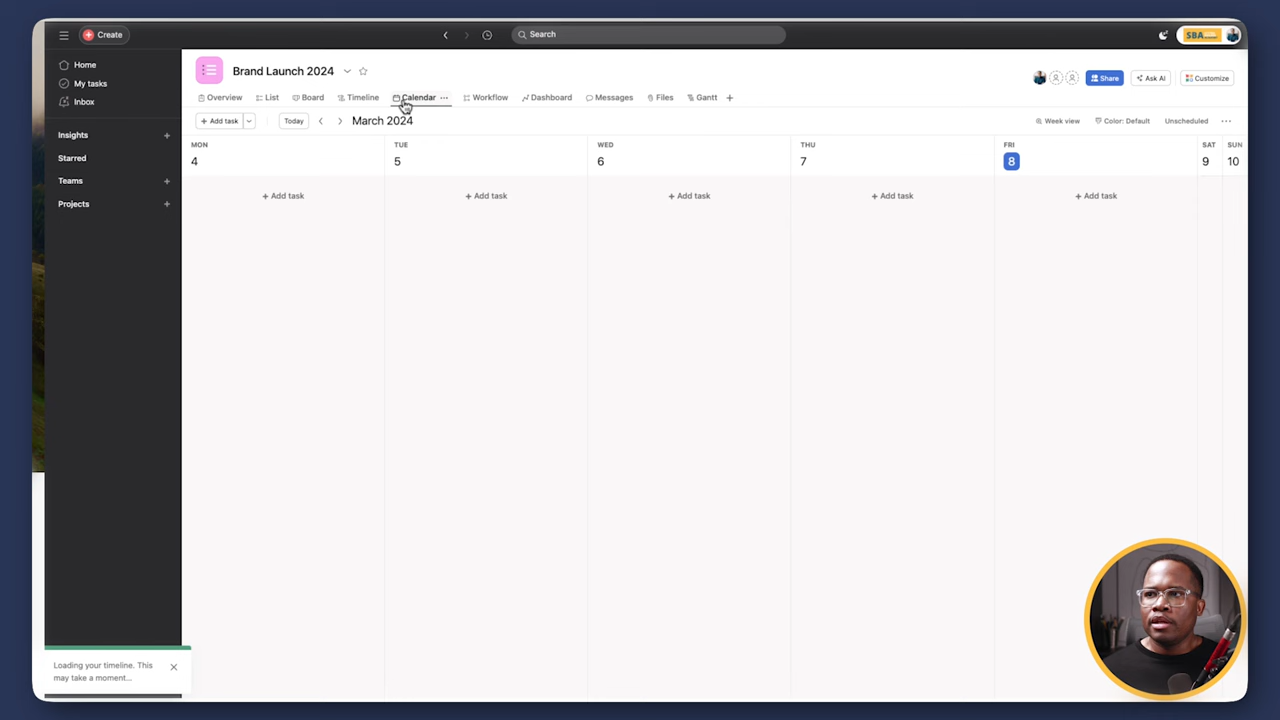 Create
Search
SBA
Home
My tasks
Inbox
Insights
Starred
Teams
Projects
Brand Launch 2024
Share
Ask AI
Customize
Overview List Board Timeline Calendar Workflow Dashboard Messages Files Gantt
Add task
Today
March 2024
Week view
Color: Default
Unscheduled
MON TUE WED THU FRI SAT SUN
4 5 6 7 8 9 10
+ Add task + Add task + Add task + Add task + Add task
Loading your timeline. This
may take a moment...